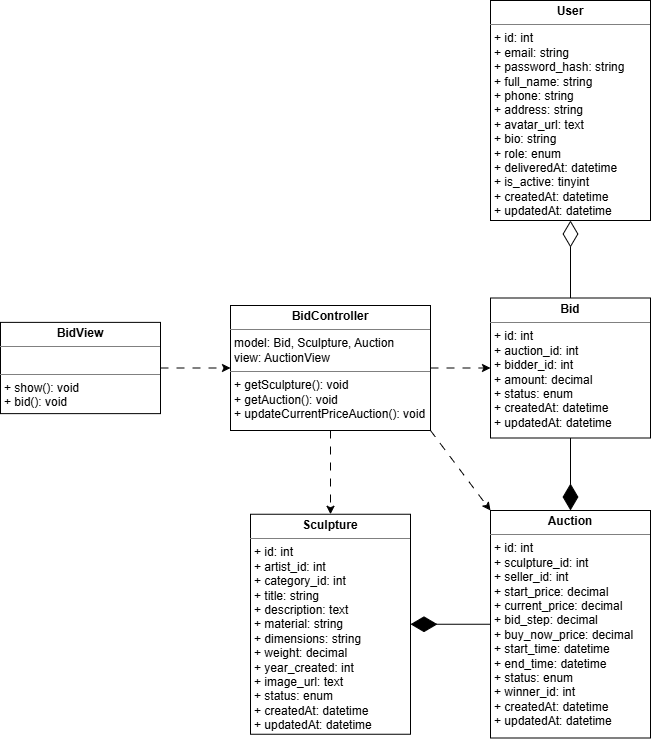 User
+ id: int
+ email: string
+ password_hash: string
+ full_name: string
+ phone: string
+ address: string
+ avatar_url: text
+ bio: string
+ role: enum
+ deliveredAt: datetime
+ is_active: tinyint
+ createdAt: datetime
+ updatedAt: datetime
BidView
+ show(): void
+ bid(): void
BidController
model: Bid, Sculpture, Auction
view: AuctionView
+ getSculpture(): void
+ getAuction(): void
+ updateCurrentPriceAuction(): void
Bid
+ id: int
+ auction_id: int
+ bidder_id: int
+ amount: decimal
+ status: enum
+ createdAt: datetime
+ updatedAt: datetime
Sculpture
+ id: int
+ artist_id: int
+ category_id: int
+ title: string
+ description: text
+ material: string
+ dimensions: string
+ weight: decimal
+ year_created: int
+ image_url: text
+ status: enum
+ createdAt: datetime
+ updatedAt: datetime
Auction
+ id: int
+ sculpture_id: int
+ seller_id: int
+ start_price: decimal
+ current_price: decimal
+ bid_step: decimal
+ buy_now_price: decimal
+ start_time: datetime
+ end_time: datetime
+ status: enum
+ winner_id: int
+ createdAt: datetime
+ updatedAt: datetime